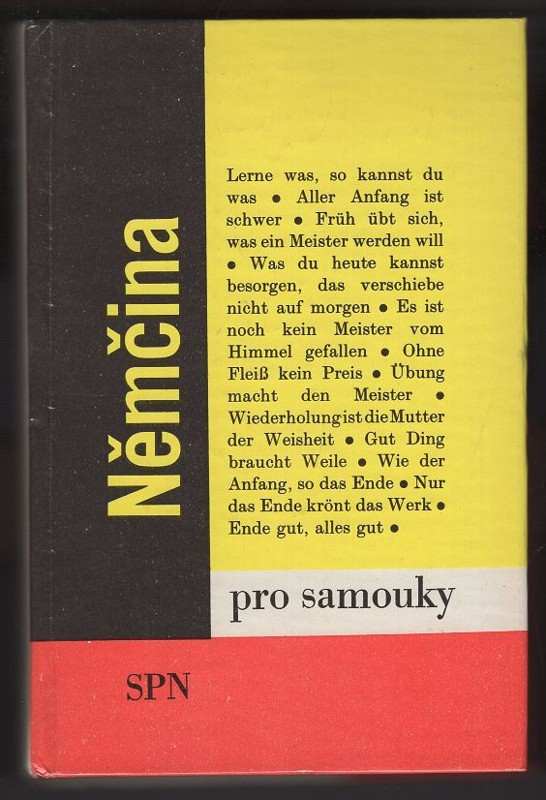 Němčina
Lerne was, so kannst du
was ● Aller Anfang ist
schwer ● Früh übt sich,
was ein Meister werden will
● Was du heute kannst
besorgen, das verschiebe
nicht auf morgen ● Es ist
noch kein Meister vom
Himmel gefallen ● Ohne
Fleiß kein Preis ● Übung
macht den Meister ●
Wiederholung ist die Mutter
der Weisheit ● Gut Ding
braucht Weile ● Wie der
Anfang, so das Ende ● Nur
das Ende krönt das Werk ●
Ende gut, alles gut ●
pro samouky
SPN